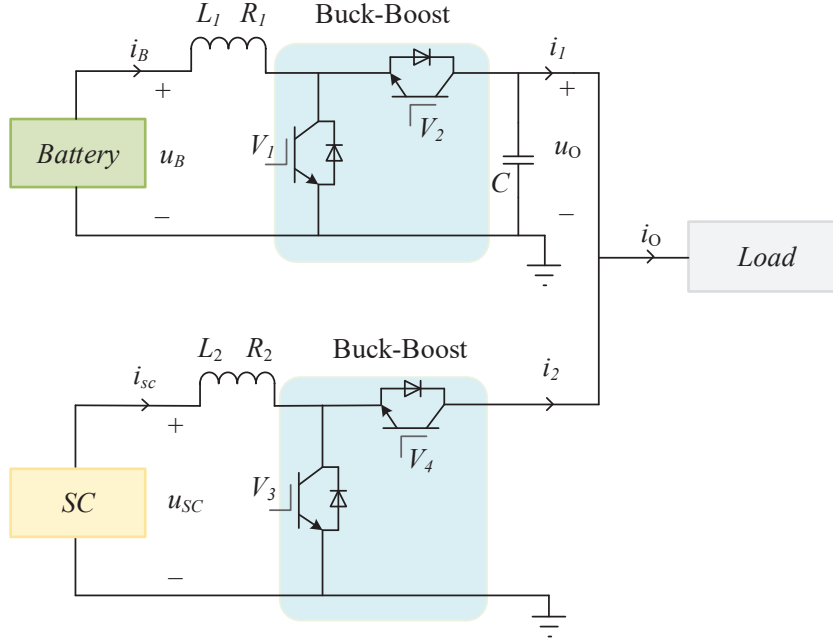 L1 R1 Buck-Boost
iB
i1
+
+
V2
Battery
uB
V1
C
uO
−
−
iO
Load
L2 R2 Buck-Boost
isc
i2
+
V4
SC
uSC
V3
−